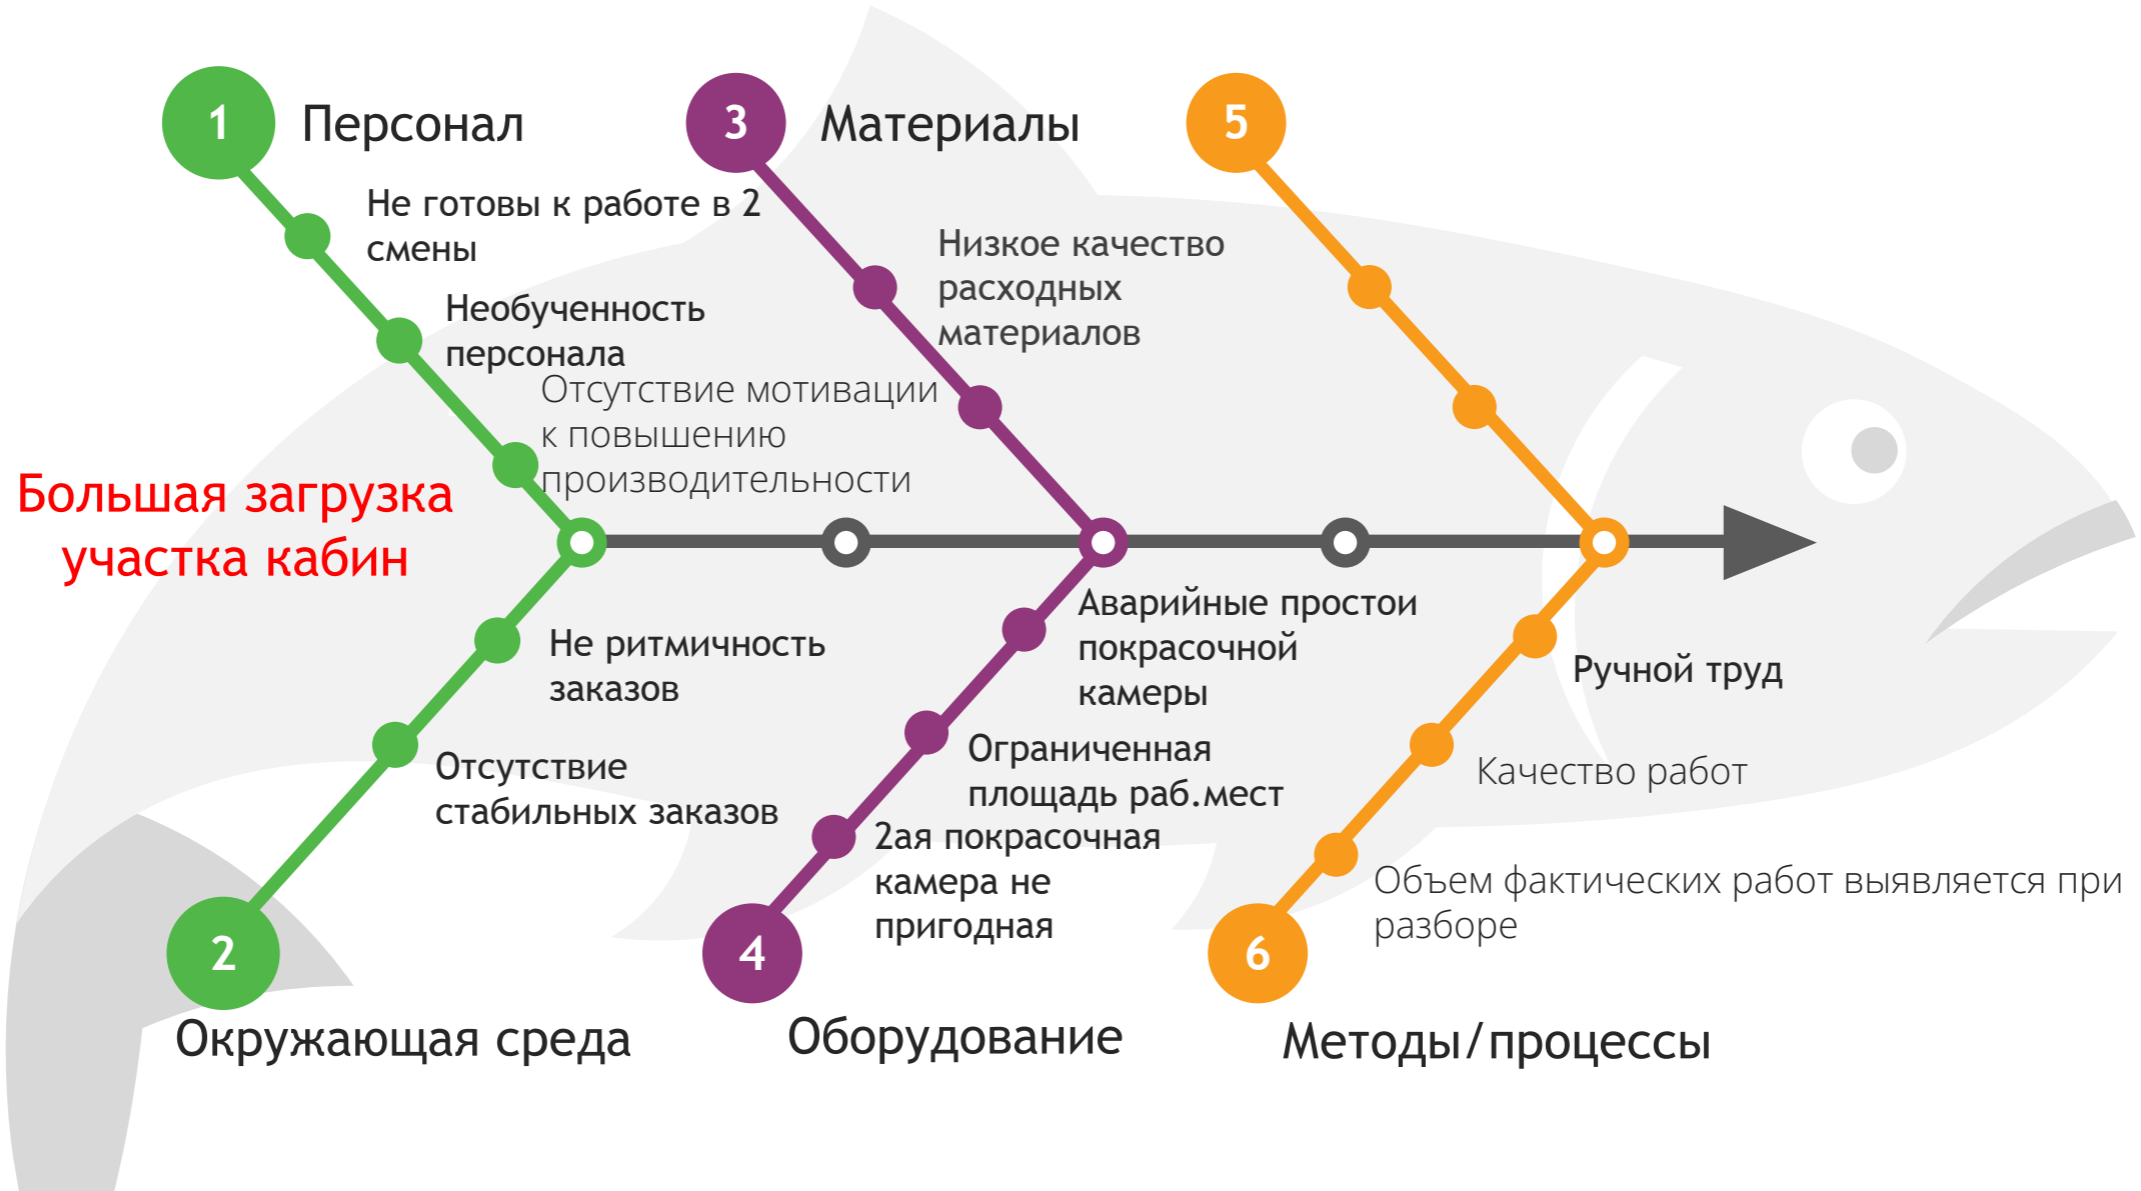 1
Персонал
Не готовы к работе в 2
смены
Необученность
персонала
Отсутствие мотивации
к повышению
производительности
3
Материалы
Низкое качество
расходных
материалов
5
Большая загрузка
участка кабин
Не ритмичность
заказов
Отсутствие
стабильных заказов
2
Окружающая среда
Аварийные простои
покрасочной
камеры
Ограниченная
площадь раб.мест
2ая покрасочная
камера не
пригодная
4
Оборудование
Ручной труд
Качество работ
Объем фактических работ выявляется при
разборе
6
Методы/процессы